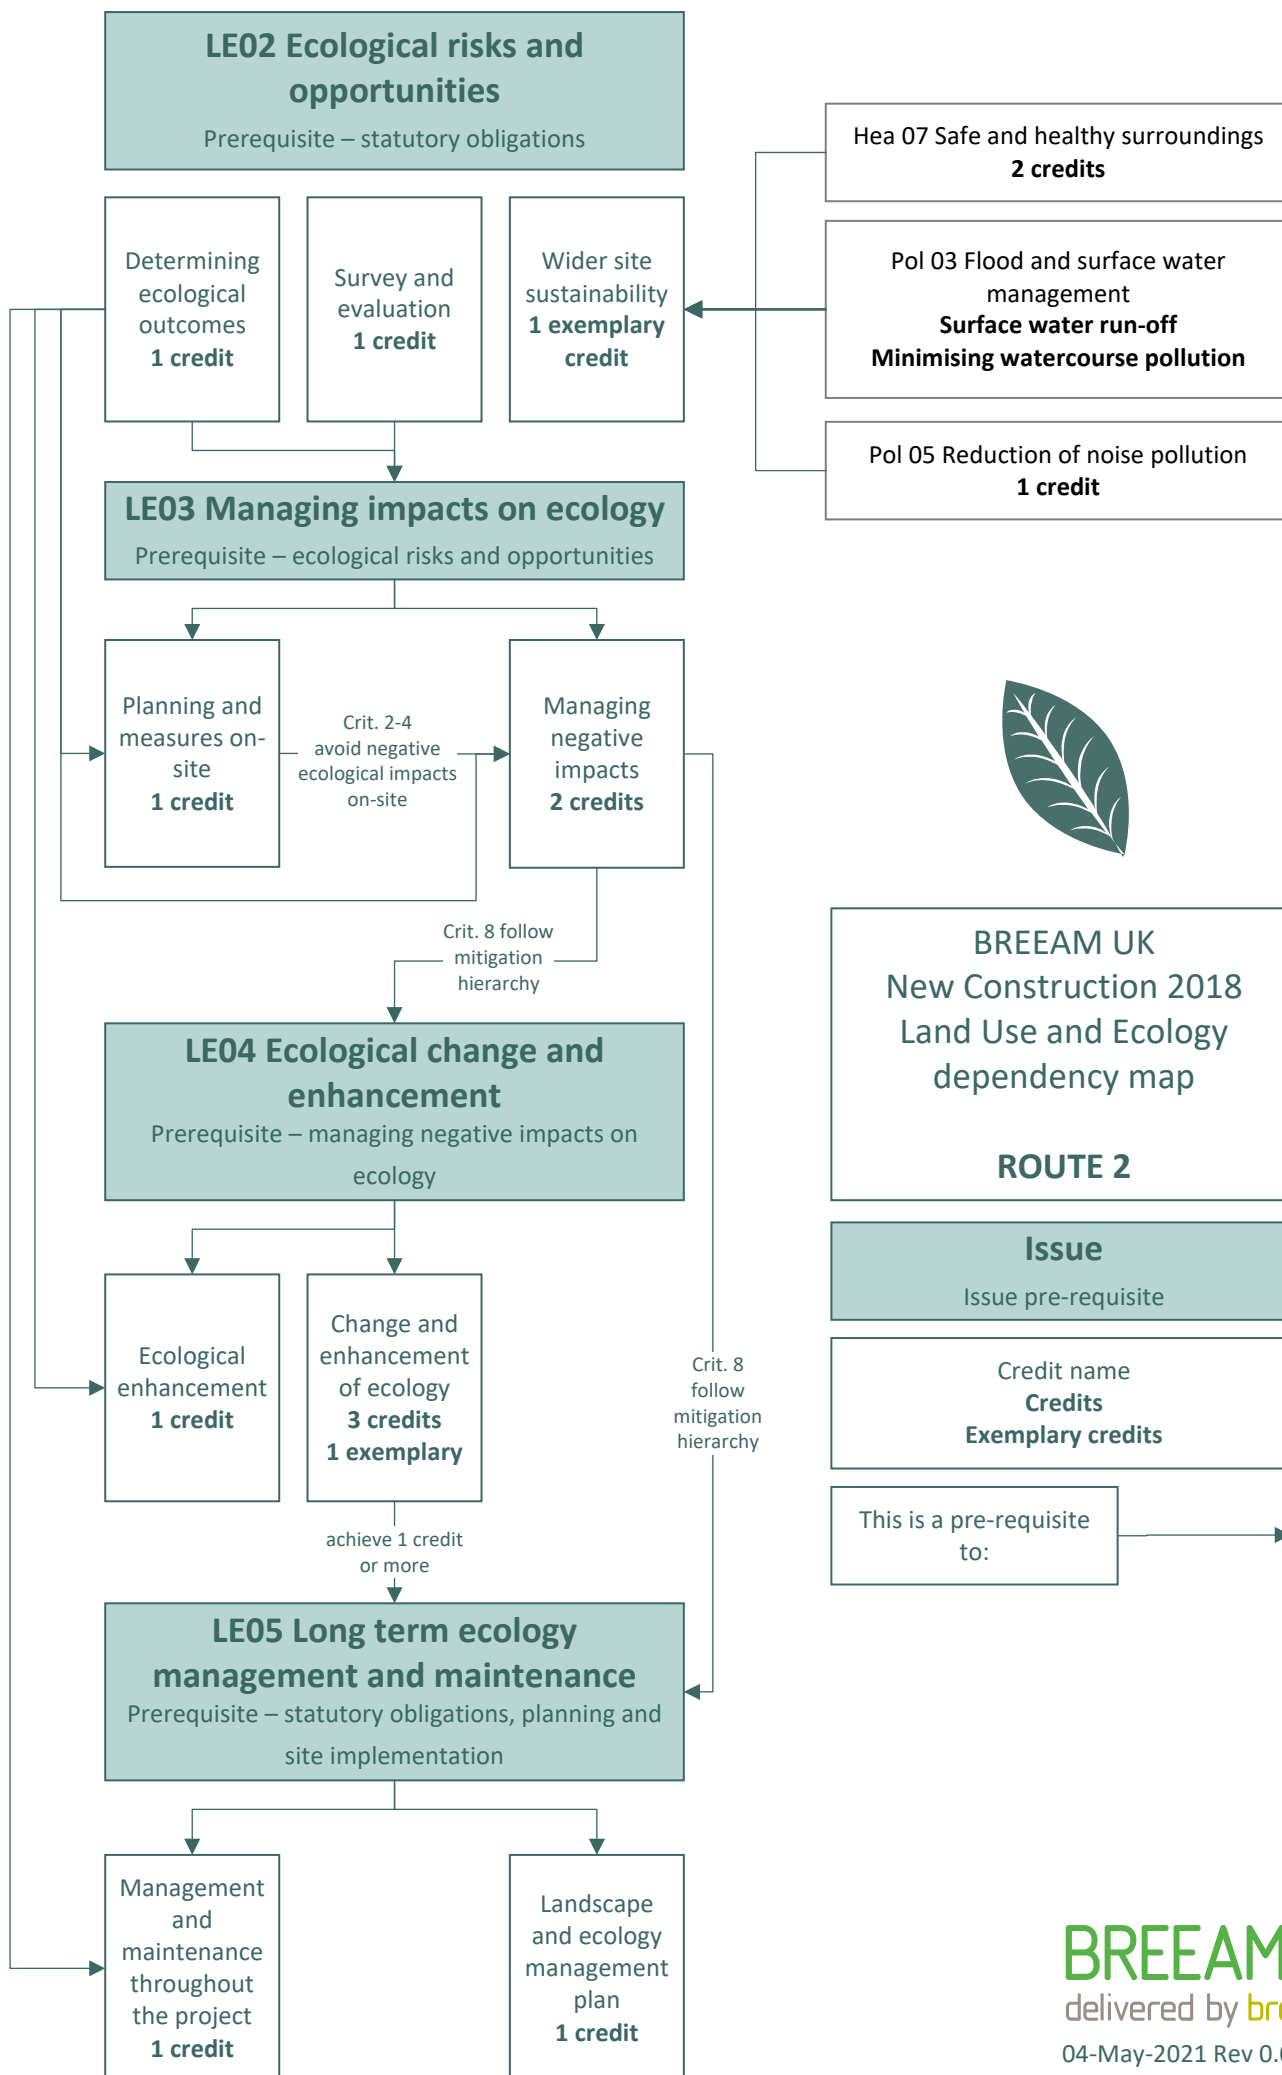 LE02 Ecological risks and
opportunities
Prerequisite – statutory obligations
Determining
ecological
outcomes
1 credit
Survey and
evaluation
1 credit
Wider site
sustainability
1 exemplary
credit
Hea 07 Safe and healthy surroundings
2 credits
Pol 03 Flood and surface water
management
Surface water run-off
Minimising watercourse pollution
Pol 05 Reduction of noise pollution
1 credit
LE03 Managing impacts on ecology
Prerequisite – ecological risks and opportunities
Planning and
measures on-
site
1 credit
Crit. 2-4
avoid negative
ecological impacts
on-site
Managing
negative
impacts
2 credits
Crit. 8 follow
mitigation
hierarchy
LE04 Ecological change and
enhancement
Prerequisite – managing negative impacts on
ecology
Ecological
enhancement
1 credit
Change and
enhancement
of ecology
3 credits
1 exemplary
Crit. 8
follow
mitigation
hierarchy
achieve 1 credit
or more
LE05 Long term ecology
management and maintenance
Prerequisite – statutory obligations, planning and
site implementation
Management
and
maintenance
throughout
the project
1 credit
Landscape
and ecology
management
plan
1 credit
BREEAM UK
New Construction 2018
Land Use and Ecology
dependency map
ROUTE 2
Issue
Issue pre-requisite
Credit name
Credits
Exemplary credits
This is a pre-requisite
to:
BREEAM
delivered by
04-May-2021 Rev